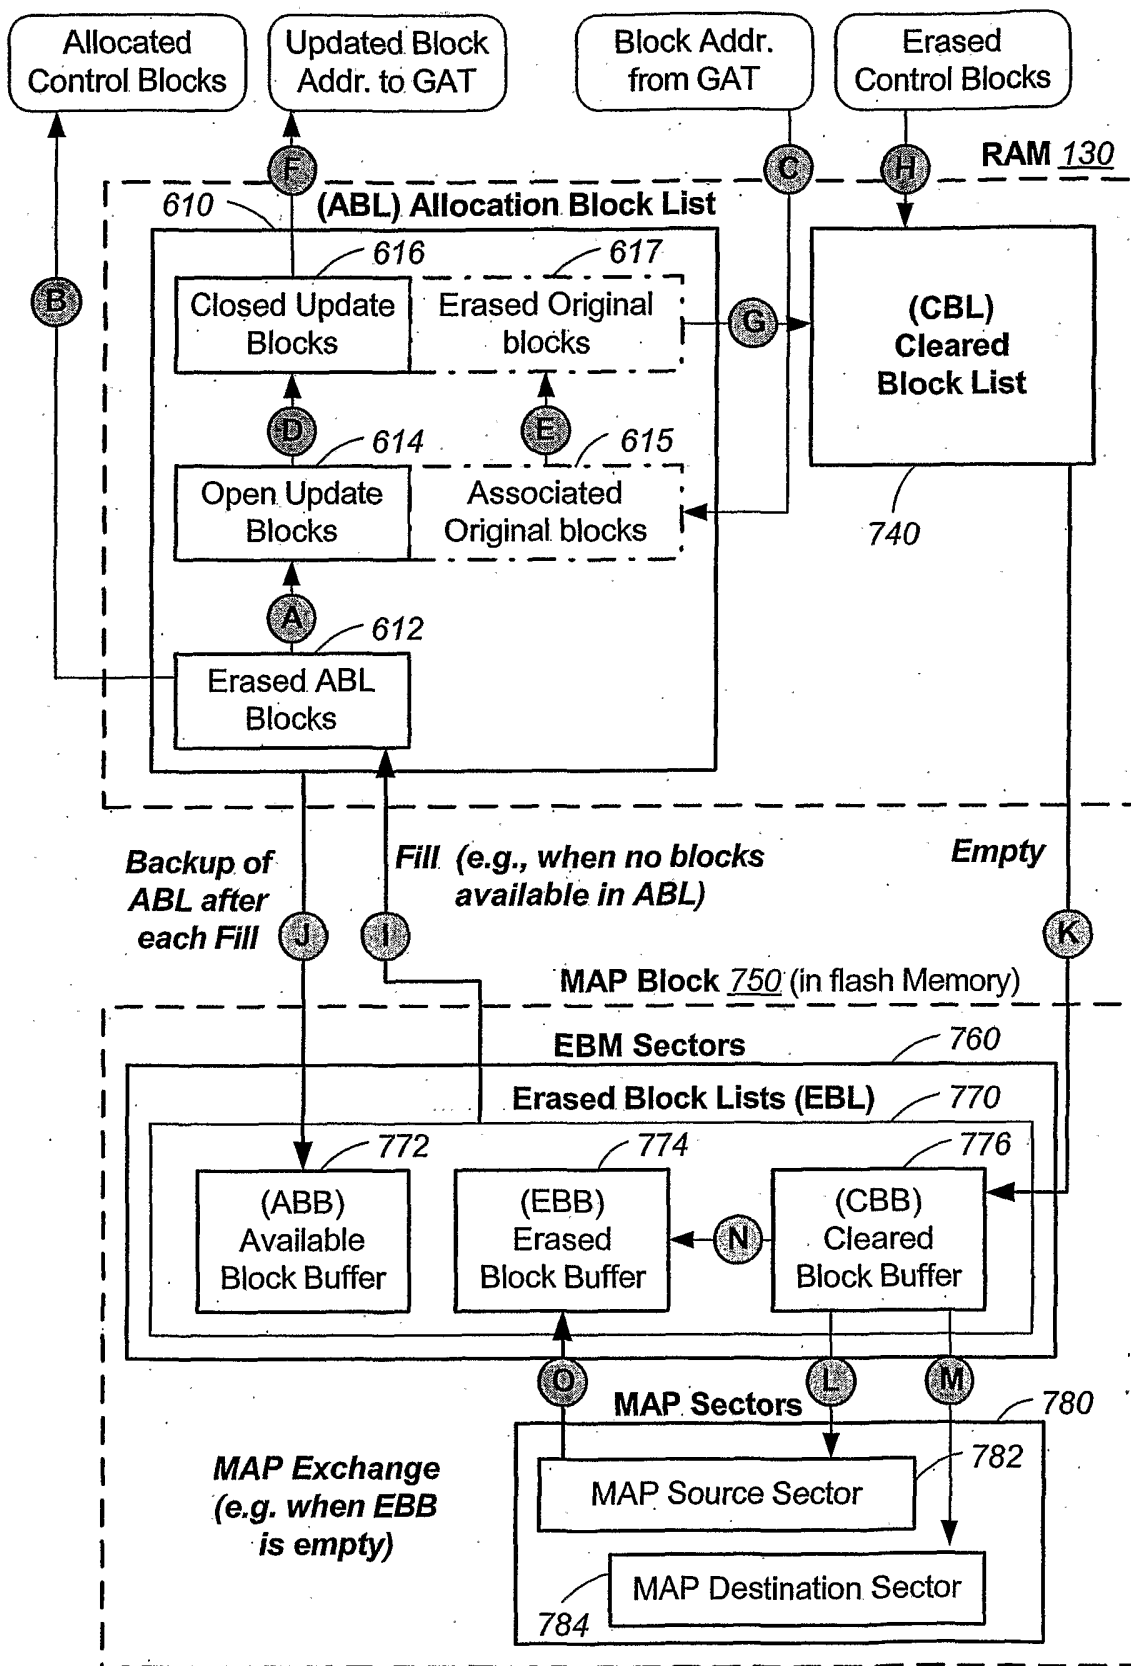 Allocated
Control Blocks
Updated Block
Addr. to GAT
Block Addr.
from GAT
Erased
Control Blocks
F
C
H
RAM 130
610
(ABL) Allocation Block List
616
617
B
Closed Update
Blocks
Erased Original
blocks
G
(CBL)
Cleared
Block List
D
E
614
615
Open Update
Blocks
Associated
Original blocks
740
A
612
Erased ABL
Blocks
Backup of
ABL after
each Fill
Fill (e.g., when no blocks
available in ABL)
Empty
J
I
K
MAP Block 750 (in flash Memory)
EBM Sectors
760
Erased Block Lists (EBL)
770
772
774
776
(ABB)
Available
Block Buffer
(EBB)
Erased
Block Buffer
N
(CBB)
Cleared
Block Buffer
O
L
M
MAP Sectors
780
MAP Exchange
(e.g. when EBB
is empty)
782
MAP Source Sector
MAP Destination Sector
784